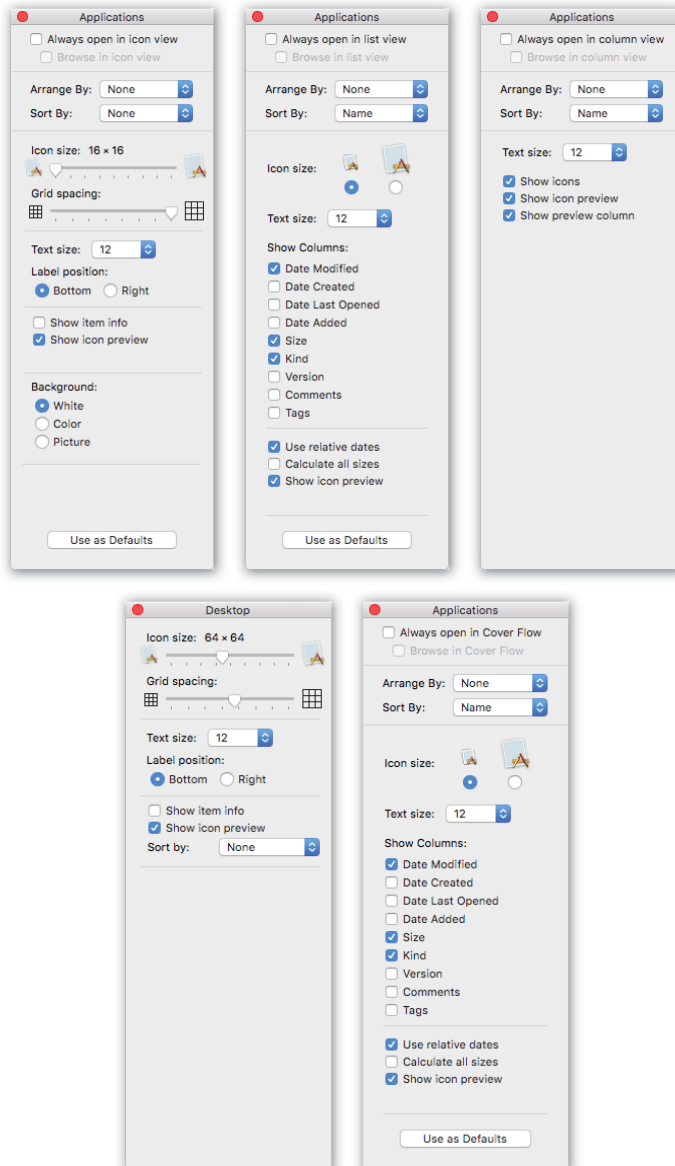 Applications
Always open in icon view
Browse in icon view
Arrange By: None
Sort By: None
Icon size: 16 × 16
Grid spacing:
Text size: 12
Label position:
Bottom Right
Show item info
Show icon preview
Background:
White
Color
Picture
Use as Defaults
Applications
Always open in list view
Browse in list view
Arrange By: None
Sort By: Name
Icon size:
Text size: 12
Show Columns:
Date Modified
Date Created
Date Last Opened
Date Added
Size
Kind
Version
Comments
Tags
Use relative dates
Calculate all sizes
Show icon preview
Use as Defaults
Applications
Always open in column view
Browse in column view
Arrange By: None
Sort By: Name
Text size: 12
Show icons
Show icon preview
Show preview column
Desktop
Icon size: 64 × 64
Grid spacing:
Text size: 12
Label position:
Bottom Right
Show item info
Show icon preview
Sort by: None
Applications
Always open in Cover Flow
Browse in Cover Flow
Arrange By: None
Sort By: Name
Icon size:
Text size: 12
Show Columns:
Date Modified
Date Created
Date Last Opened
Date Added
Size
Kind
Version
Comments
Tags
Use relative dates
Calculate all sizes
Show icon preview
Use as Defaults